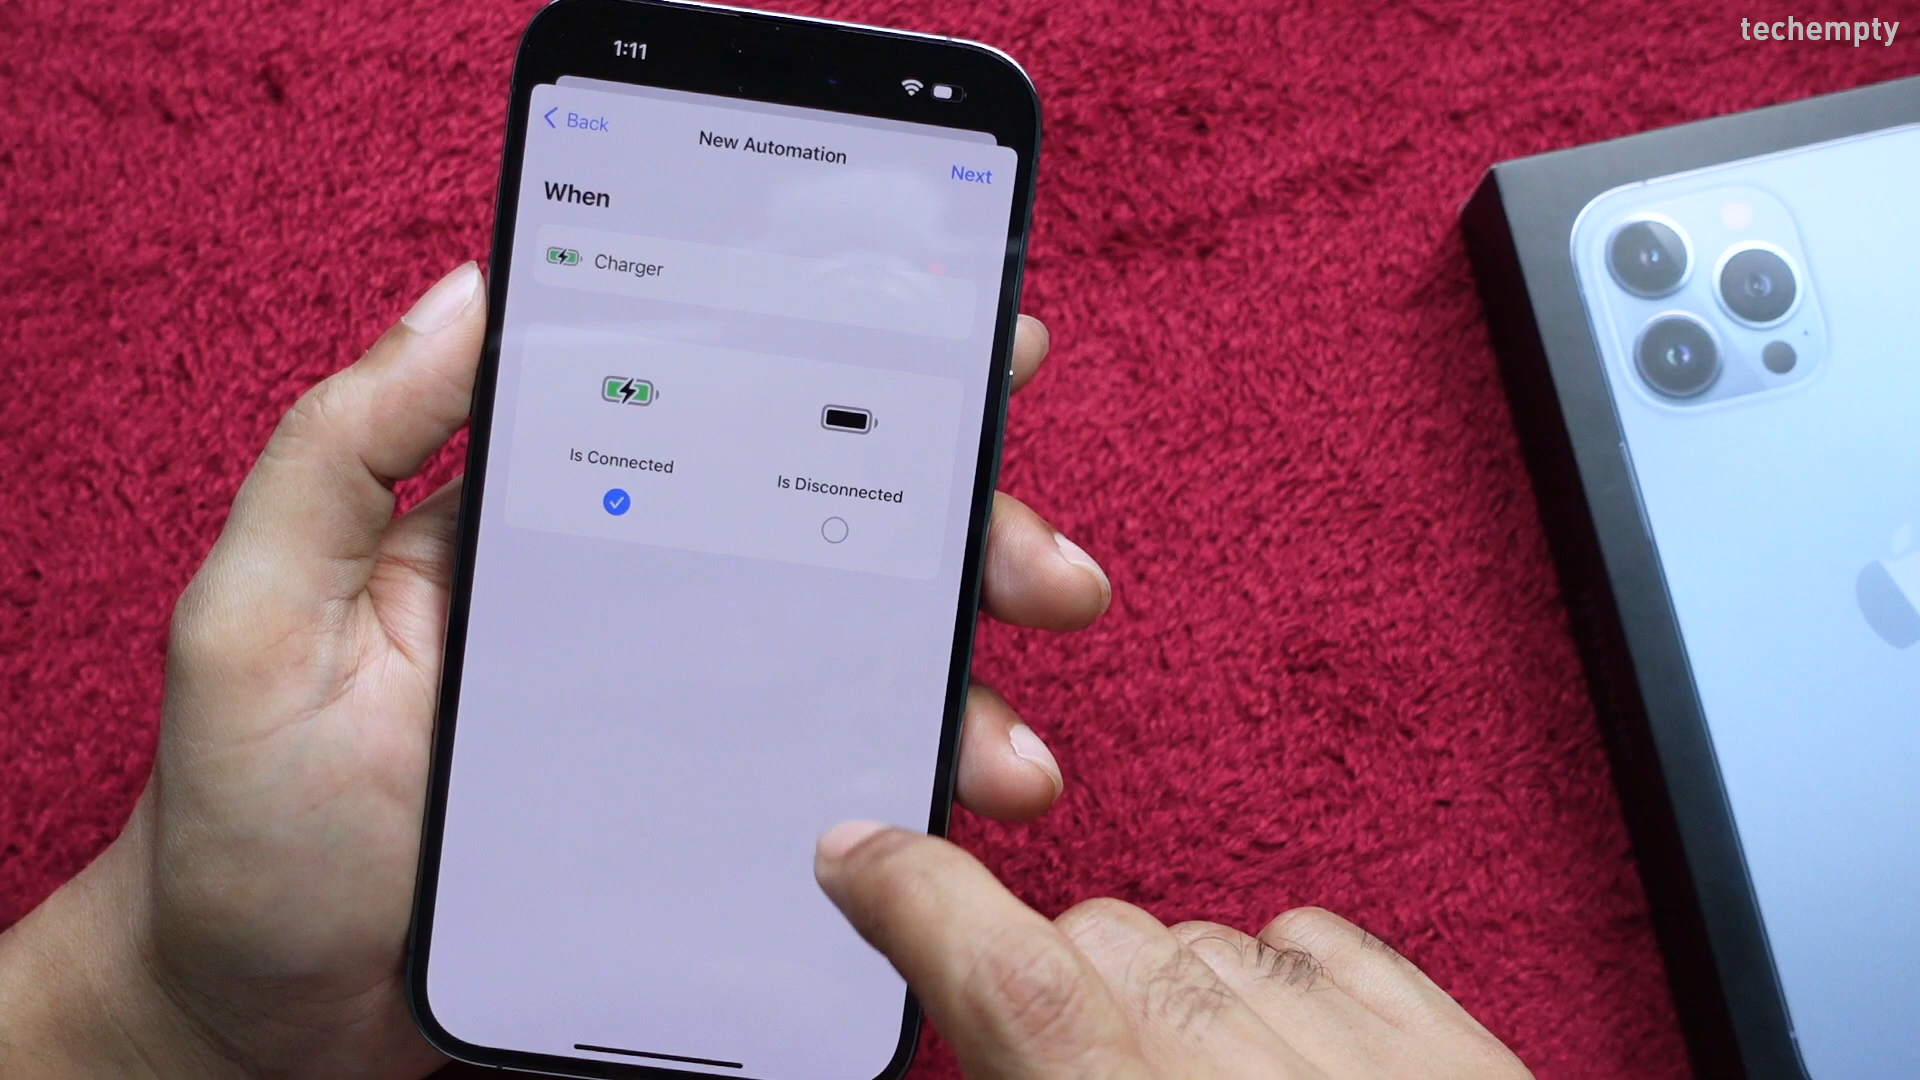 techempty
1:11
Back
New Automation
Next
When
Charger
Is Connected
Is Disconnected